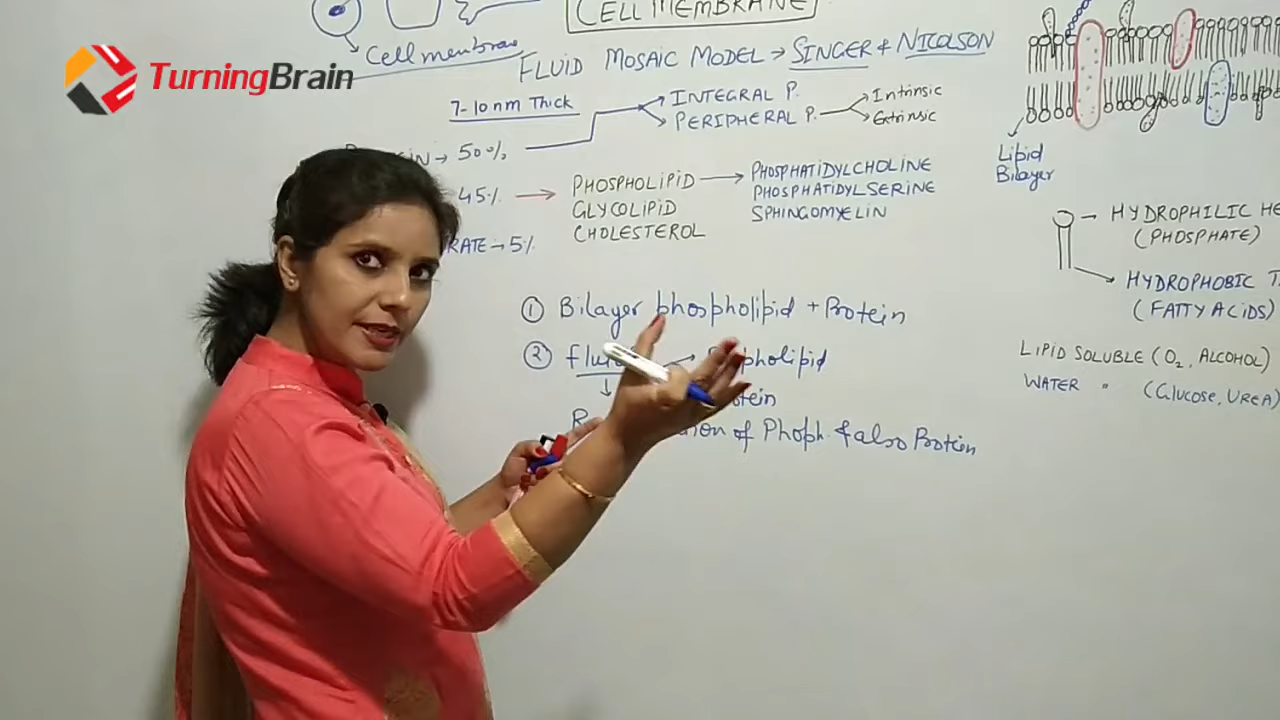 CELL MEMBRANE
TurningBrain
Cell membrane
FLUID MOSAIC MODEL → SINGER & NICOLSON
7-10 nm Thick
INTEGRAL P.
PERIPHERAL P.
Intrinsic
Extrinsic
→ 50%
45% → PHOSPHOLIPID → PHOSPHATIDYLCHOLINE
GLYCOLIPID PHOSPHATIDYLSERINE
CHOLESTEROL SPHINGOMYELIN
RATE → 5%
Lipid
Bilayer
HYDROPHILIC HE
(PHOSPHATE)
HYDROPHOBIC T
(FATTY ACIDS)
LIPID SOLUBLE (O2, ALCOHOL)
WATER " (Glucose, UREA)
① Bilayer phospholipid + Protein
② flu → pholipid
tein
of Phoph. & also Protein